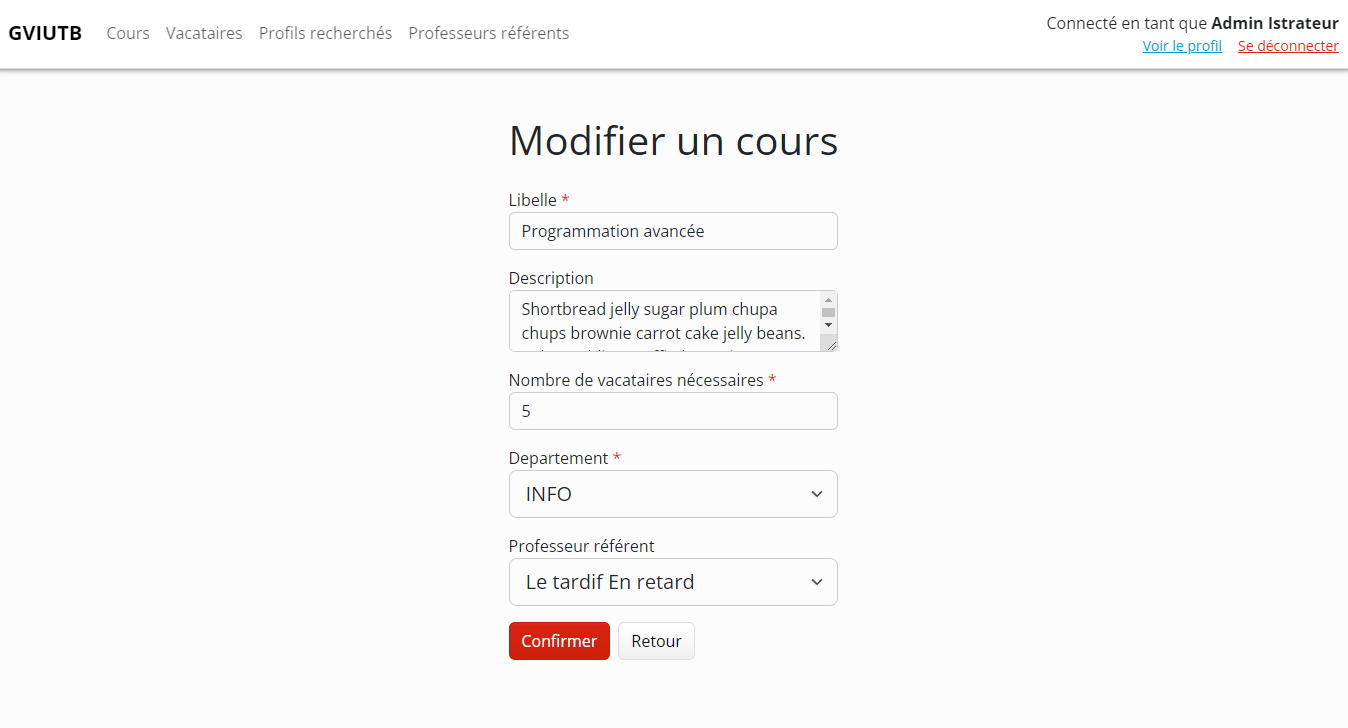 GVIUTB Cours Vacataires Profils recherchés Professeurs référents
Connecté en tant que Admin Istrateur
Voir le profil Se déconnecter
Modifier un cours
Libelle *
Programmation avancée
Description
Shortbread jelly sugar plum chupa
chups brownie carrot cake jelly beans.
Nombre de vacataires nécessaires *
5
Departement *
INFO
Professeur référent
Le tardif En retard
Confirmer Retour